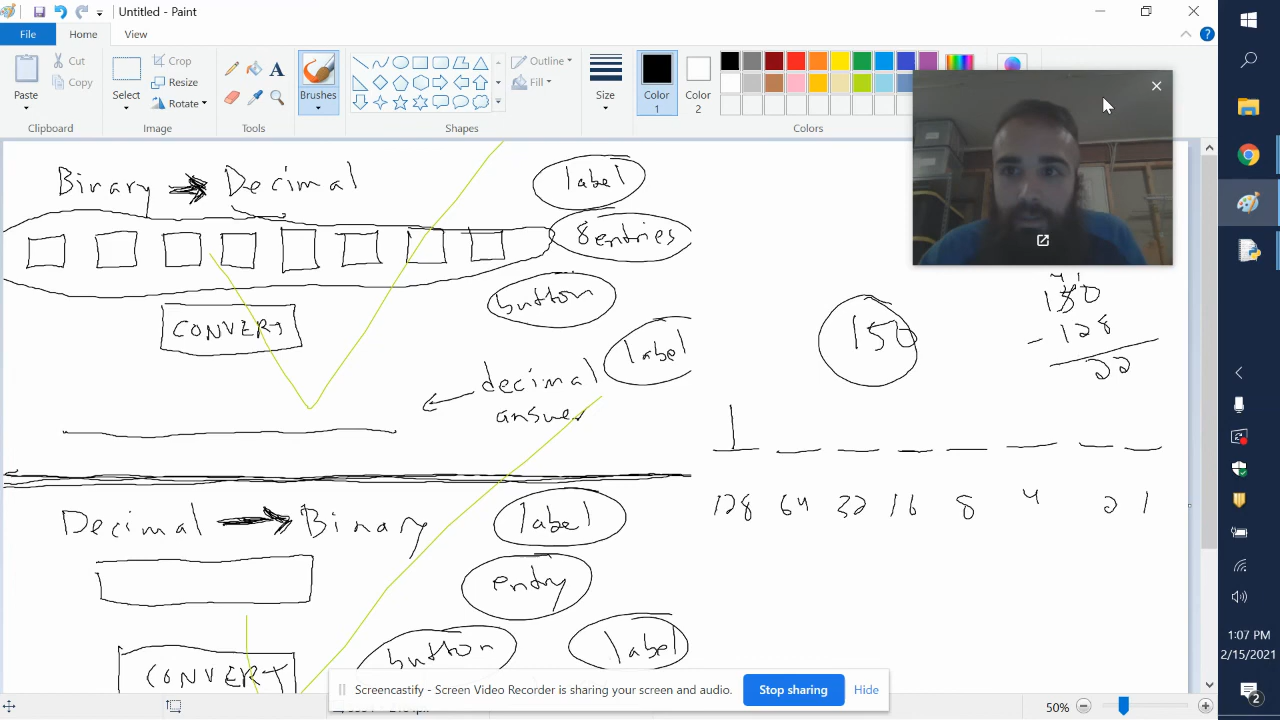 Untitled - Paint
File
Home
View
Paste
Cut
Copy
Clipboard
Select
Crop
Resize
Rotate
Image
A
Tools
Brushes
Outline
Fill
Shapes
Size
Color
1
Color
2
Colors
Binary → Decimal
label
8 entries
button
CONVERT
label
decimal
answer
150
150
- 128
22
1
128 64 32 16 8 4 2 1
Decimal → Binary
label
entry
button
label
CONVERT
Screencastify - Screen Video Recorder is sharing your screen and audio.
Stop sharing
Hide
50%
1:07 PM
2/15/2021
2